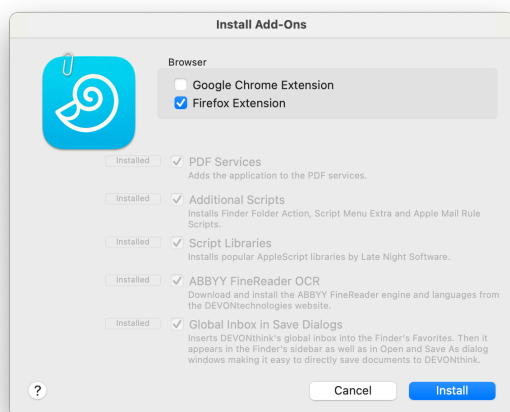 Install Add-Ons
Browser
Google Chrome Extension
Firefox Extension
Installed
PDF Services
Adds the application to the PDF services.
Installed
Additional Scripts
Installs Finder Folder Action, Script Menu Extra and Apple Mail Rule
Scripts.
Installed
Script Libraries
Installs popular AppleScript libraries by Late Night Software.
Installed
ABBYY FineReader OCR
Download and install the ABBYY FineReader engine and languages from
the DEVONtechnologies website.
Installed
Global Inbox in Save Dialogs
Inserts DEVONthink's global inbox into the Finder's Favorites. Then it
appears in the Finder's sidebar as well as in Open and Save As dialog
windows making it easy to directly save documents to DEVONthink.
?
Cancel
Install